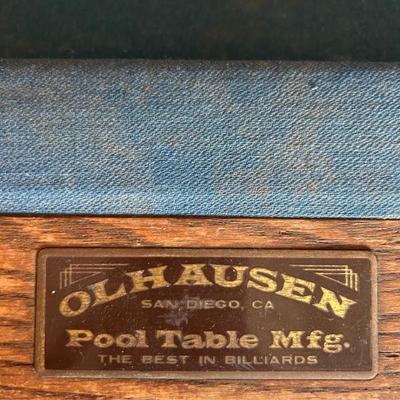 OLHAUSEN
SAN DIEGO, CA
Pool Table Mfg.
THE BEST IN BILLIARDS